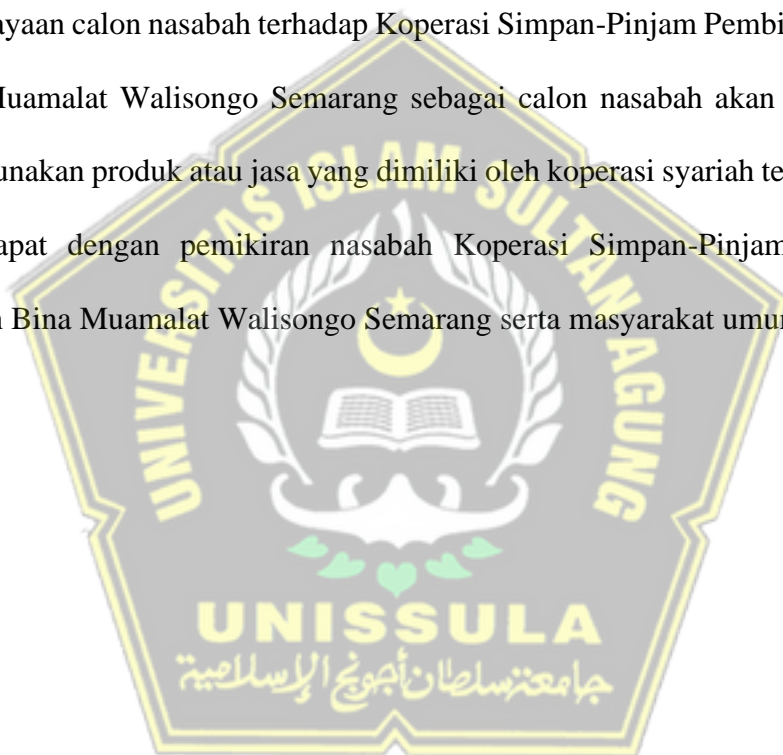 ayaan calon nasabah terhadap Koperasi Simpan-Pinjam Pembi
Muamalat Walisongo Semarang sebagai calon nasabah akan
unakan produk atau jasa yang dimiliki oleh koperasi syariah te
apat dengan pemikiran nasabah Koperasi Simpan-Pinjam
Bina Muamalat Walisongo Semarang serta masyarakat umu
UNIVERSITAS ISLAM SULTAN AGUNG
UNISSULA
جامعتنسلطان أجونج الإسلامية